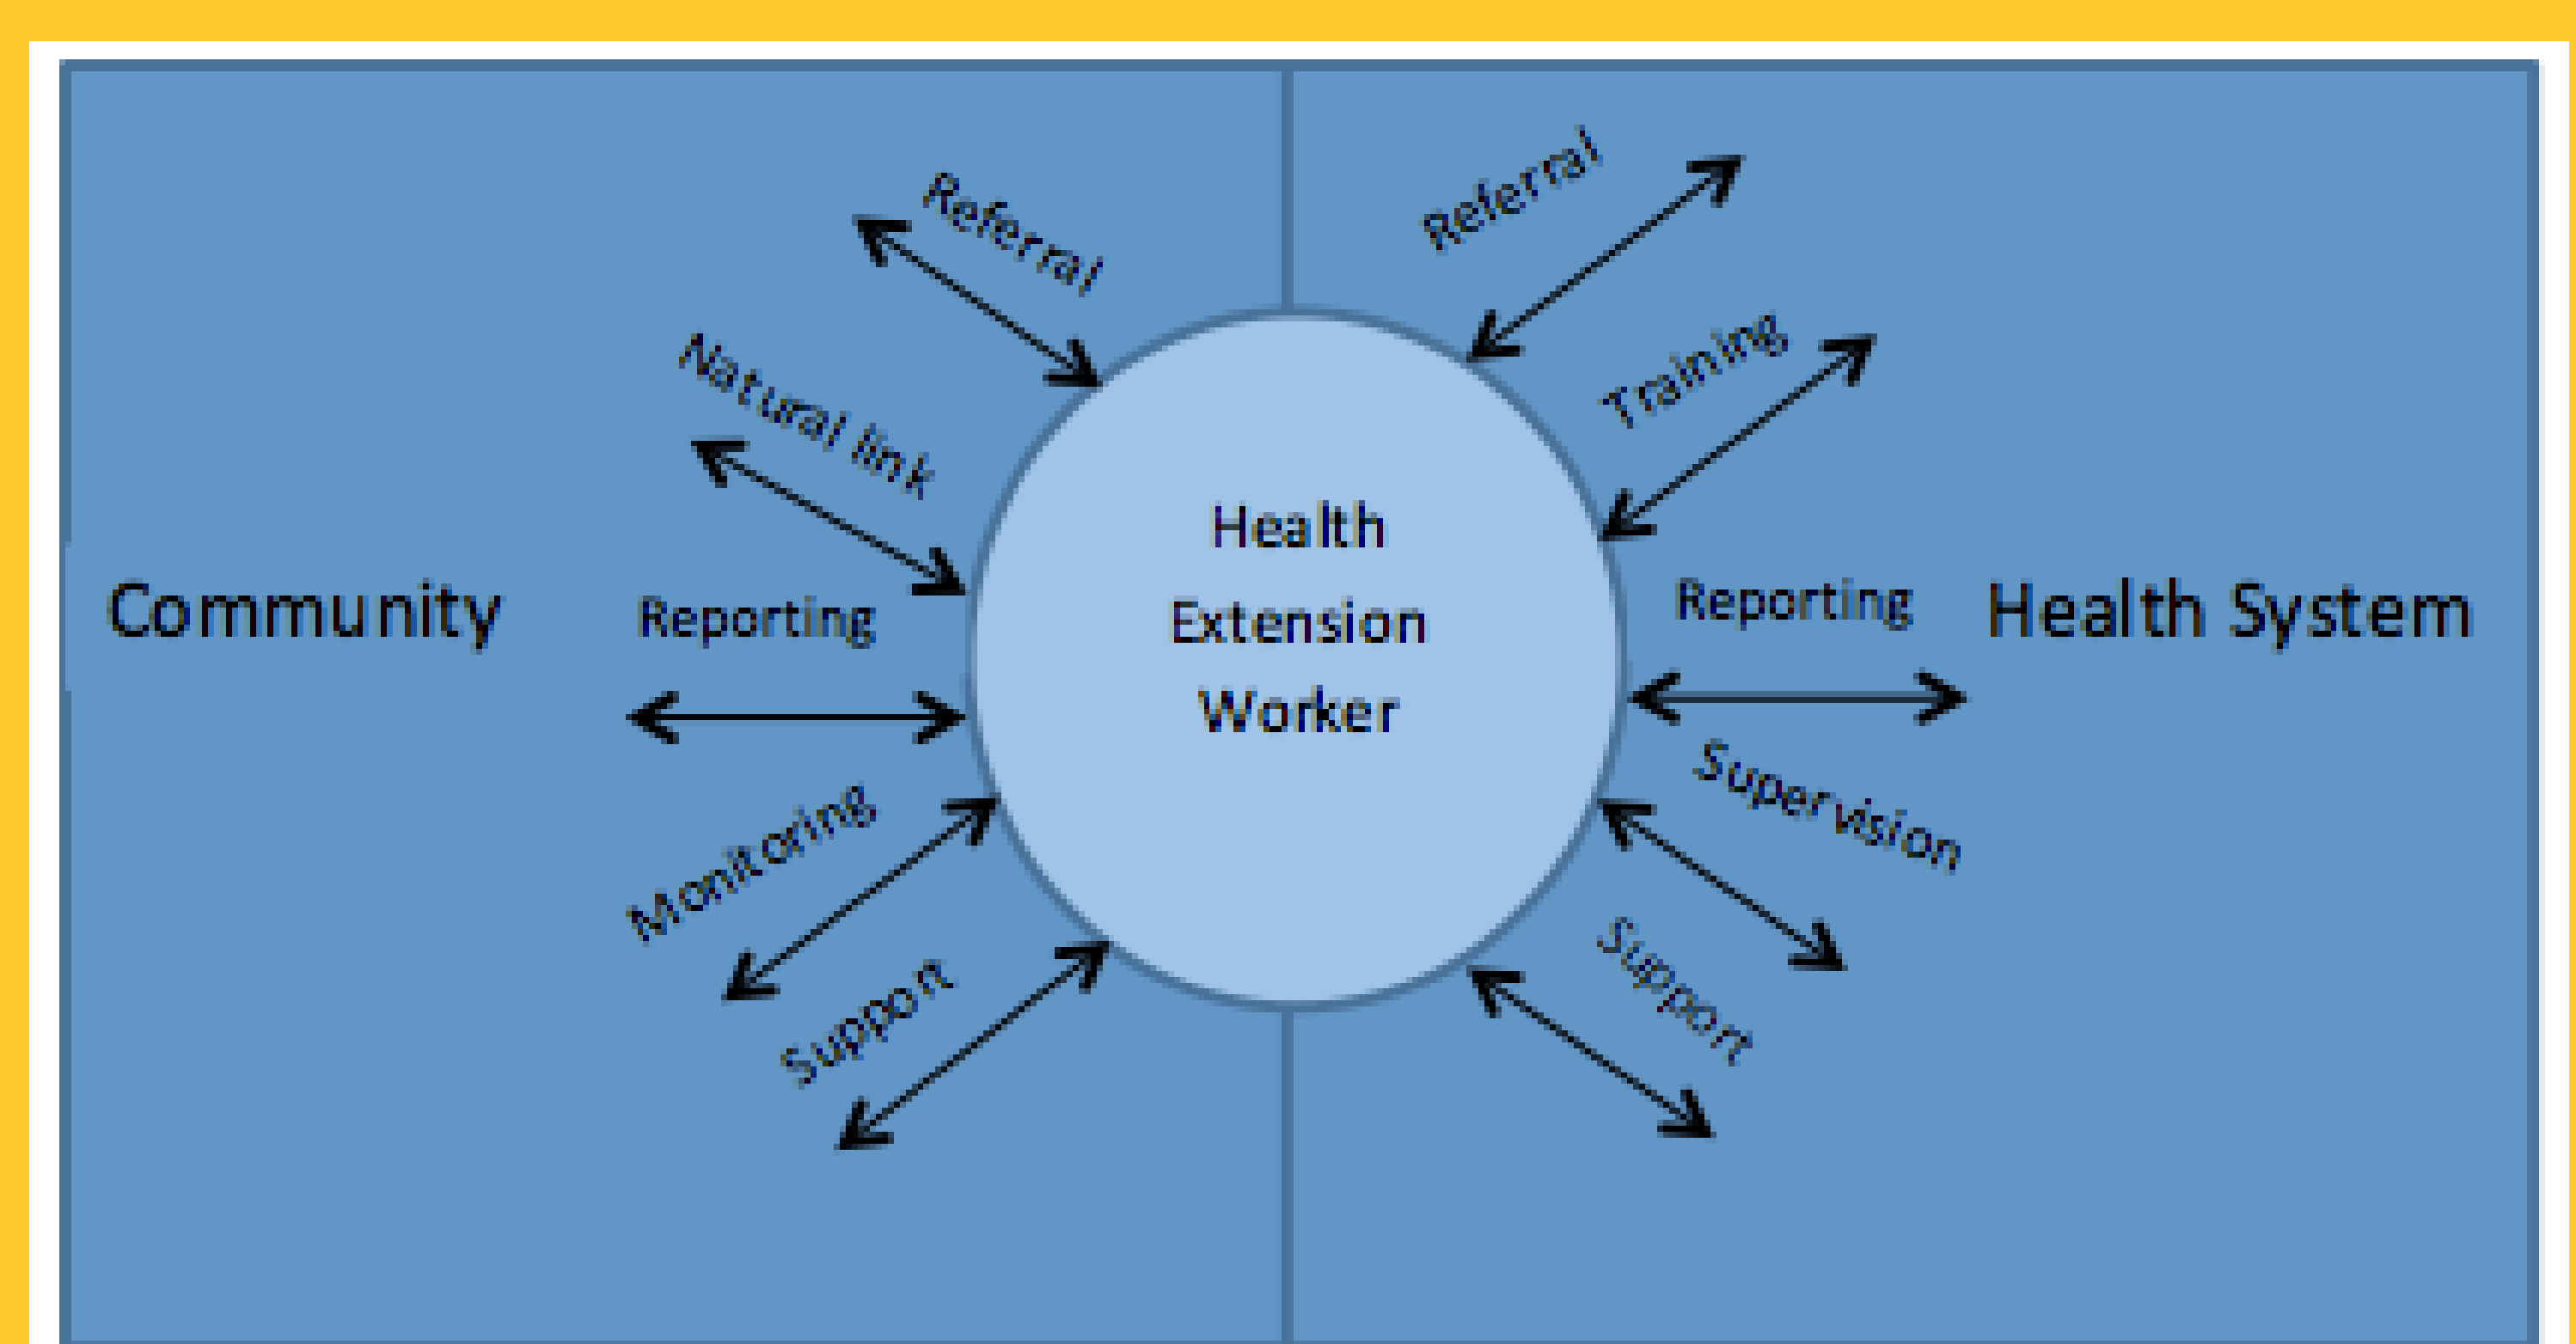 Referral
Natural link
Community
Reporting
Monitoring
Support
Health
Extension
Worker
Referral
Training
Reporting
Health System
Supervision
Support